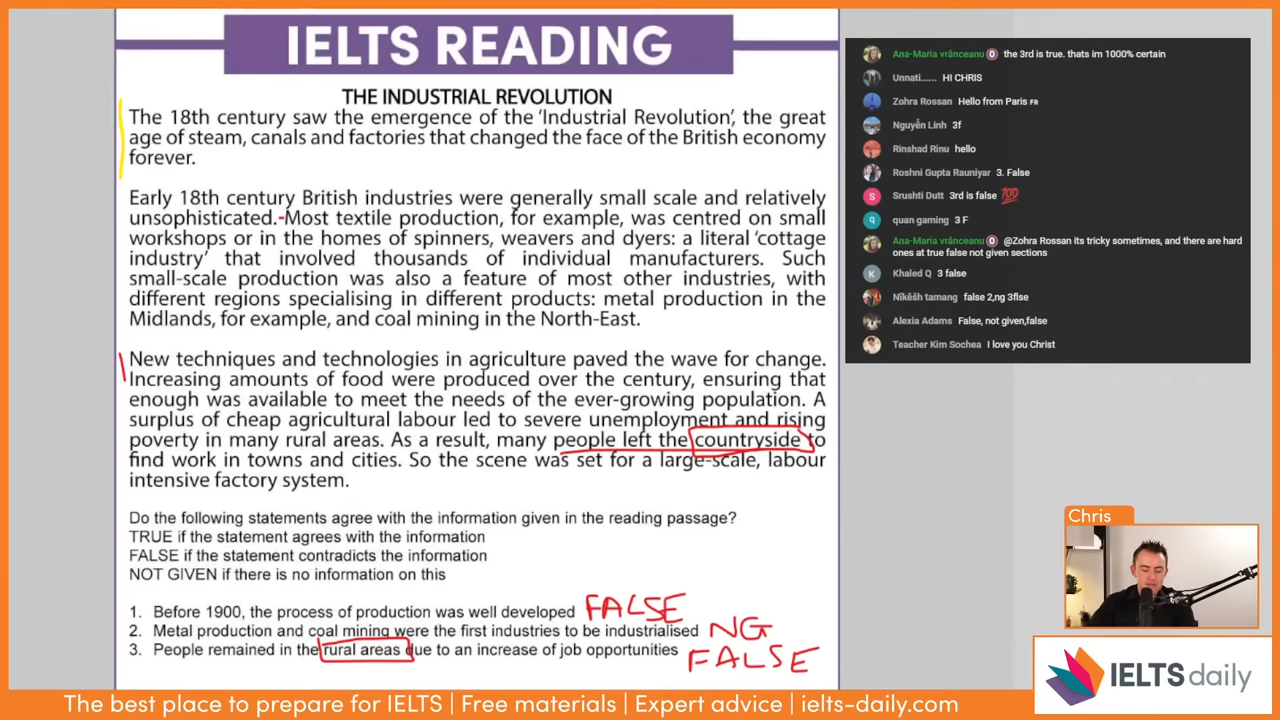 IELTS READING
THE INDUSTRIAL REVOLUTION
The 18th century saw the emergence of the ‘Industrial Revolution’, the great
age of steam, canals and factories that changed the face of the British economy
forever.
Early 18th century British industries were generally small scale and relatively
unsophisticated. Most textile production, for example, was centred on small
workshops or in the homes of spinners, weavers and dyers: a literal ‘cottage
industry’ that involved thousands of individual manufacturers. Such
small-scale production was also a feature of most other industries, with
different regions specialising in different products: metal production in the
Midlands, for example, and coal mining in the North-East.
New techniques and technologies in agriculture paved the wave for change.
Increasing amounts of food were produced over the century, ensuring that
enough was available to meet the needs of the ever-growing population. A
surplus of cheap agricultural labour led to severe unemployment and rising
poverty in many rural areas. As a result, many people left the countryside to
find work in towns and cities. So the scene was set for a large-scale, labour
intensive factory system.
Do the following statements agree with the information given in the reading passage?
TRUE if the statement agrees with the information
FALSE if the statement contradicts the information
NOT GIVEN if there is no information on this
1. Before 1900, the process of production was well developed FALSE
2. Metal production and coal mining were the first industries to be industrialised NG
3. People remained in the rural areas due to an increase of job opportunities FALSE
Ana-Maria vrânceanu 0 the 3rd is true. thats im 1000% certain
Unnati...... HI CHRIS
Zohra Rossan Hello from Paris FR
Nguyễn Linh 3f
Rinshad Rinu hello
Roshni Gupta Rauniyar 3. False
S Srushti Dutt 3rd is false 💯
q quan gaming 3 F
Ana-Maria vrânceanu 0 @Zohra Rossan its tricky sometimes, and there are hard
ones at true false not given sections
K Khaled Q 3 false
Nîkêšh tamang false 2,ng 3flse
Alexia Adams False, not given,false
Teacher Kim Sochea I love you Christ
Chris
IELTS daily
The best place to prepare for IELTS | Free materials | Expert advice | ielts-daily.com